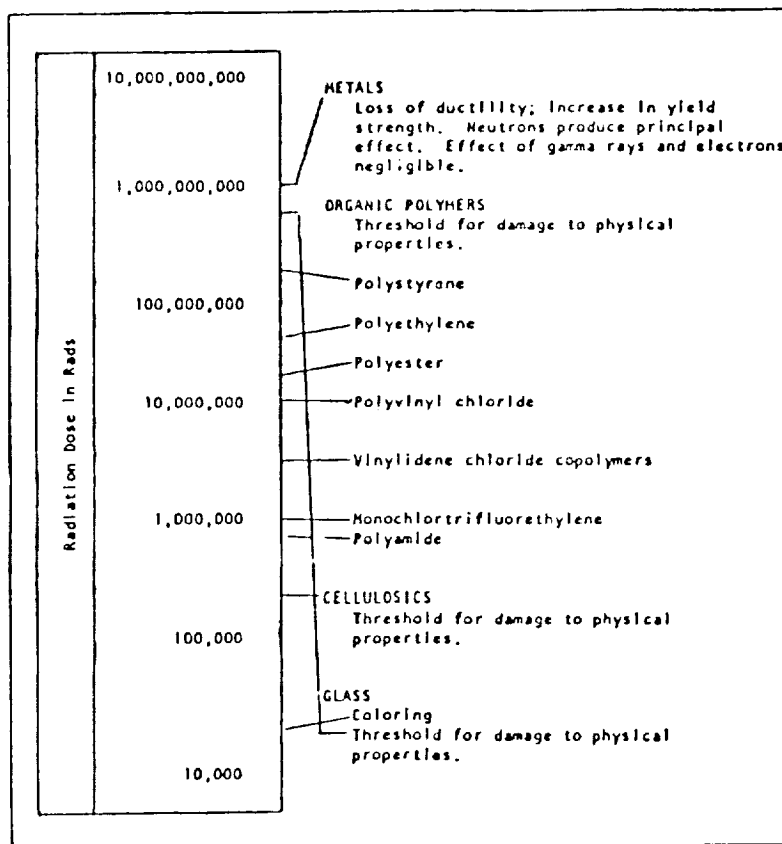 Radiation Dose in Rads
10,000,000,000
METALS
Loss of ductility; increase in yield
strength. Neutrons produce principal
effect. Effect of gamma rays and electrons
negligible.
1,000,000,000
ORGANIC POLYMERS
Threshold for damage to physical
properties.
Polystyrene
100,000,000
Polyethylene
Polyester
10,000,000
Polyvinyl chloride
Vinylidene chloride copolymers
1,000,000
Monochlortrifluorethylene
Polyamide
CELLULOSICS
Threshold for damage to physical
properties.
100,000
GLASS
Coloring
Threshold for damage to physical
properties.
10,000